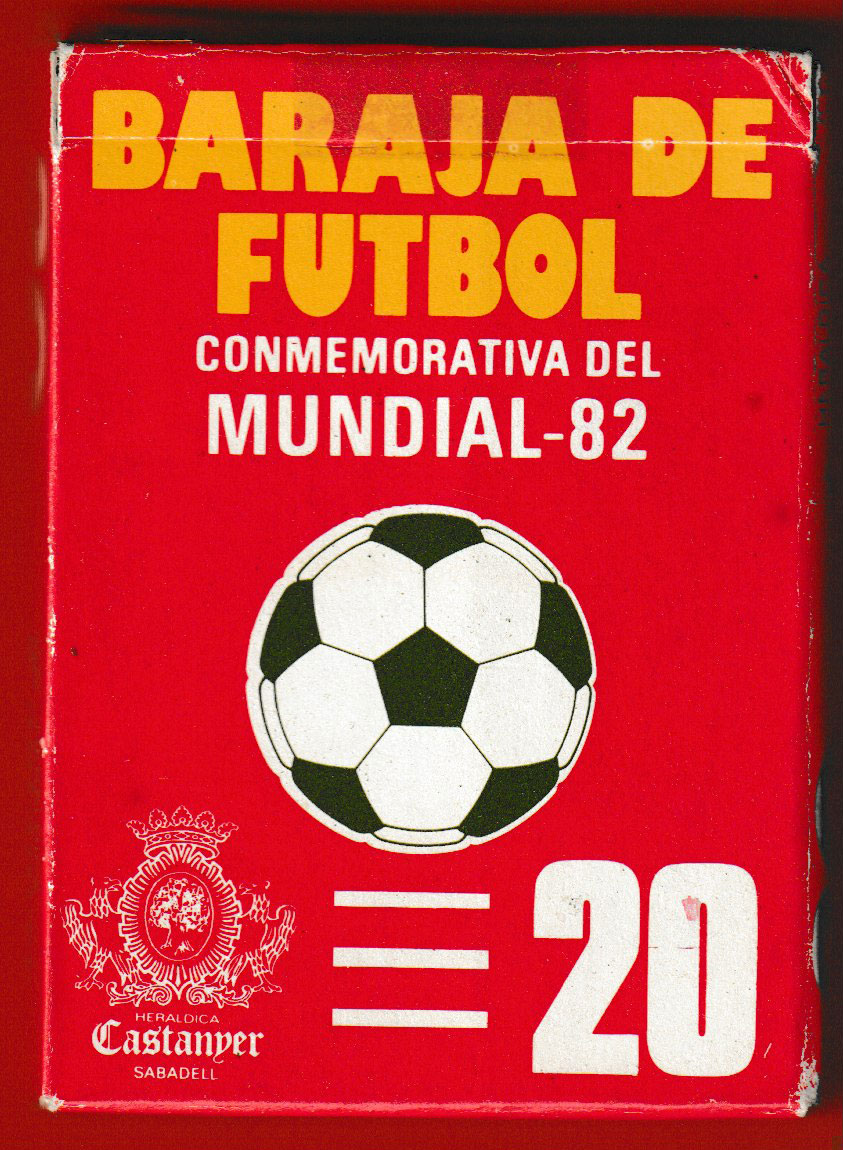 BARAJA DE
FUTBOL
CONMEMORATIVA DEL
MUNDIAL-82
20
HERALDICA
Castanyer
SABADELL